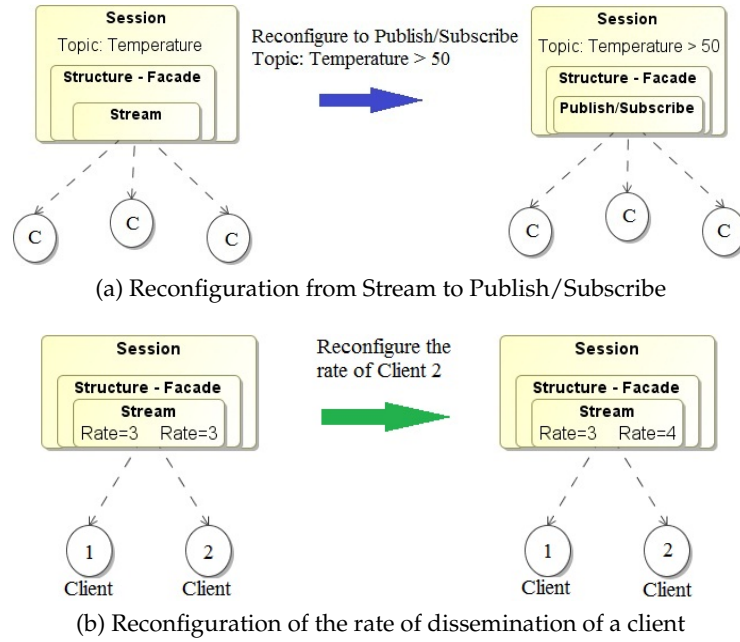 Session
Topic: Temperature
Structure - Facade
Stream
C
C
C
Reconfigure to Publish/Subscribe
Topic: Temperature > 50
Session
Topic: Temperature > 50
Structure - Facade
Publish/Subscribe
C
C
C
(a) Reconfiguration from Stream to Publish/Subscribe
Session
Structure - Facade
Stream
Rate=3 Rate=3
1
2
Client
Client
Reconfigure the
rate of Client 2
Session
Structure - Facade
Stream
Rate=3 Rate=4
1
2
Client
Client
(b) Reconfiguration of the rate of dissemination of a client